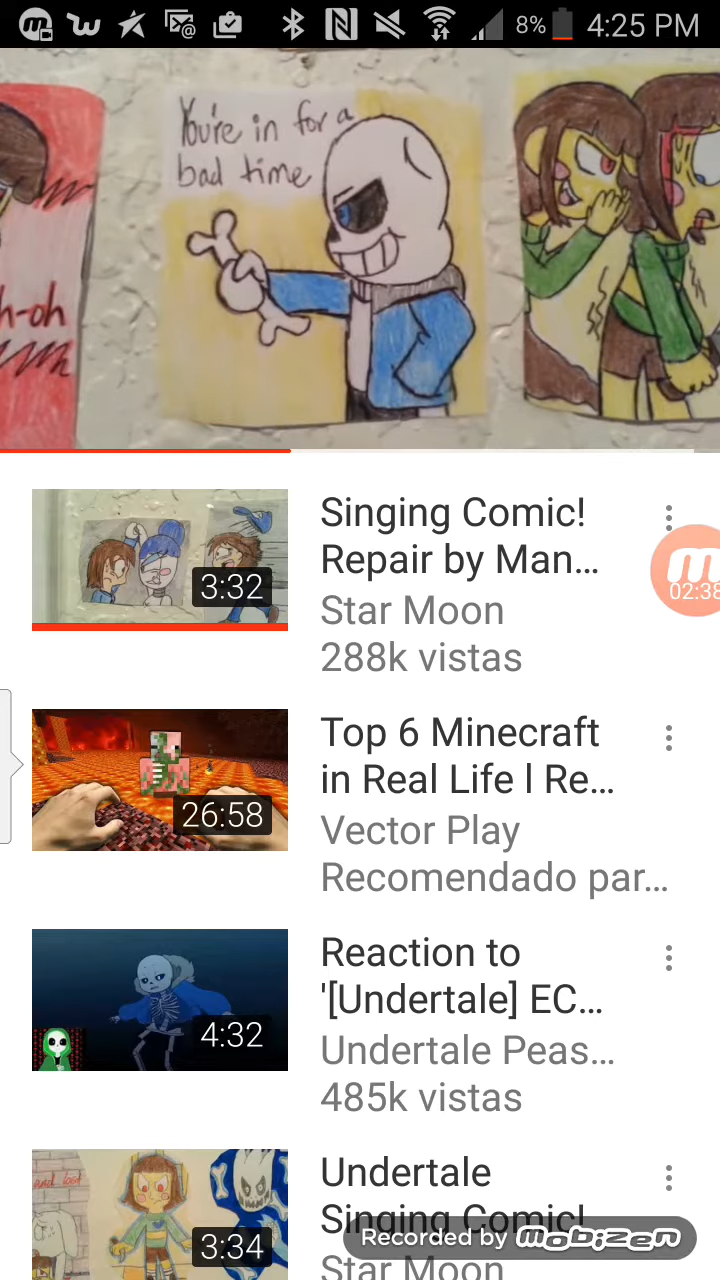 8% 4:25 PM
You're in for a
bad time
h-oh
Singing Comic!
Repair by Man...
Star Moon
288k vistas
3:32
02:38
Top 6 Minecraft
in Real Life l Re...
Vector Play
Recomendado par...
26:58
Reaction to
'[Undertale] EC...
Undertale Peas...
485k vistas
4:32
Undertale
Singing Comic!
Star Moon
3:34
Recorded by mobizen